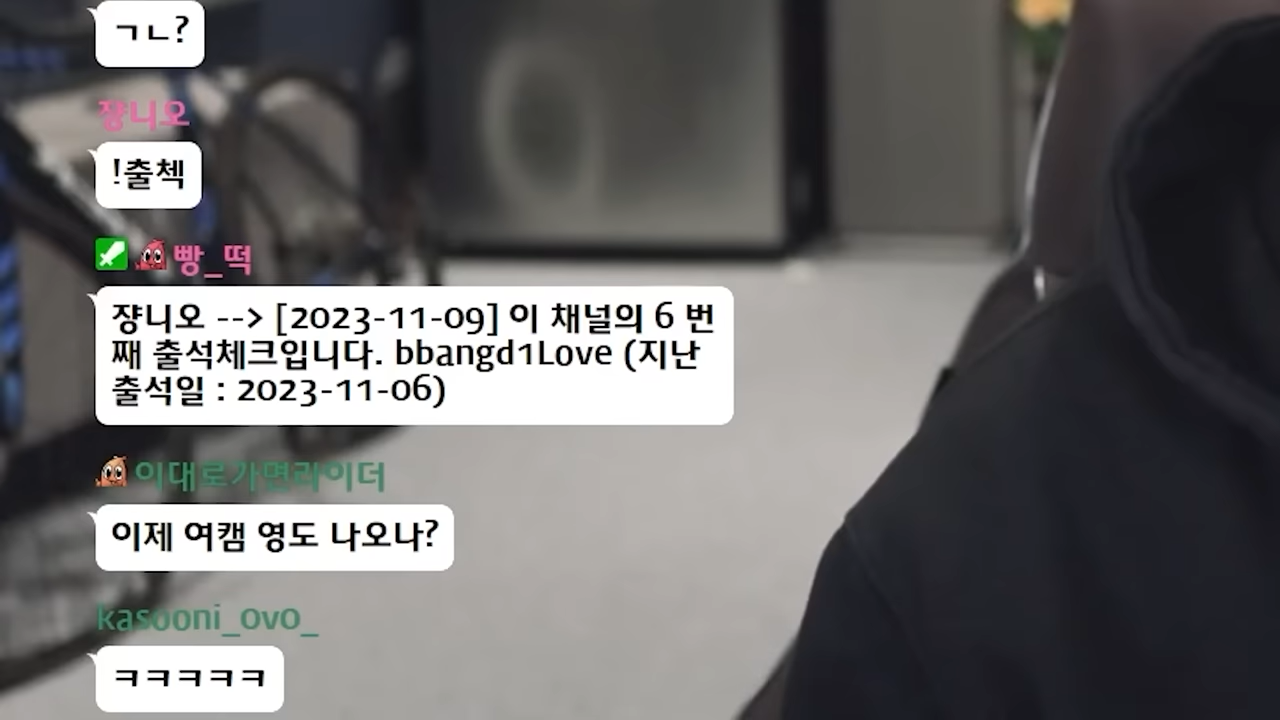 ㄱㄴ?
쟝니오
!출첵
빵_떡
쟝니오 --> [2023-11-09] 이 채널의 6 번
째 출석체크입니다. bbangd1Love (지난
출석일 : 2023-11-06)
이대로가면라이더
이제 여캠 영도 나오나?
kasooni_ovo_
ㅋㅋㅋㅋㅋ